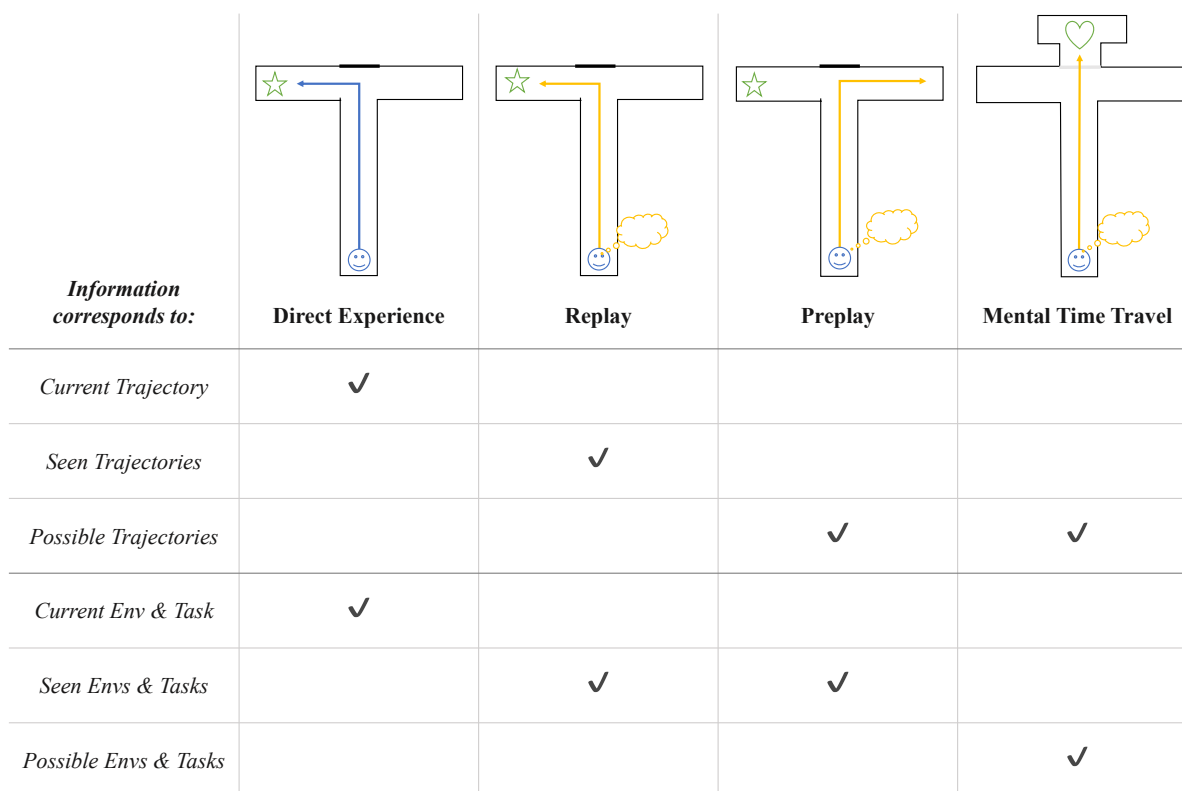 Information
corresponds to:
Direct Experience
Replay
Preplay
Mental Time Travel
Current Trajectory
✓
Seen Trajectories
✓
Possible Trajectories
✓
✓
Current Env & Task
✓
Seen Envs & Tasks
✓
✓
Possible Envs & Tasks
✓